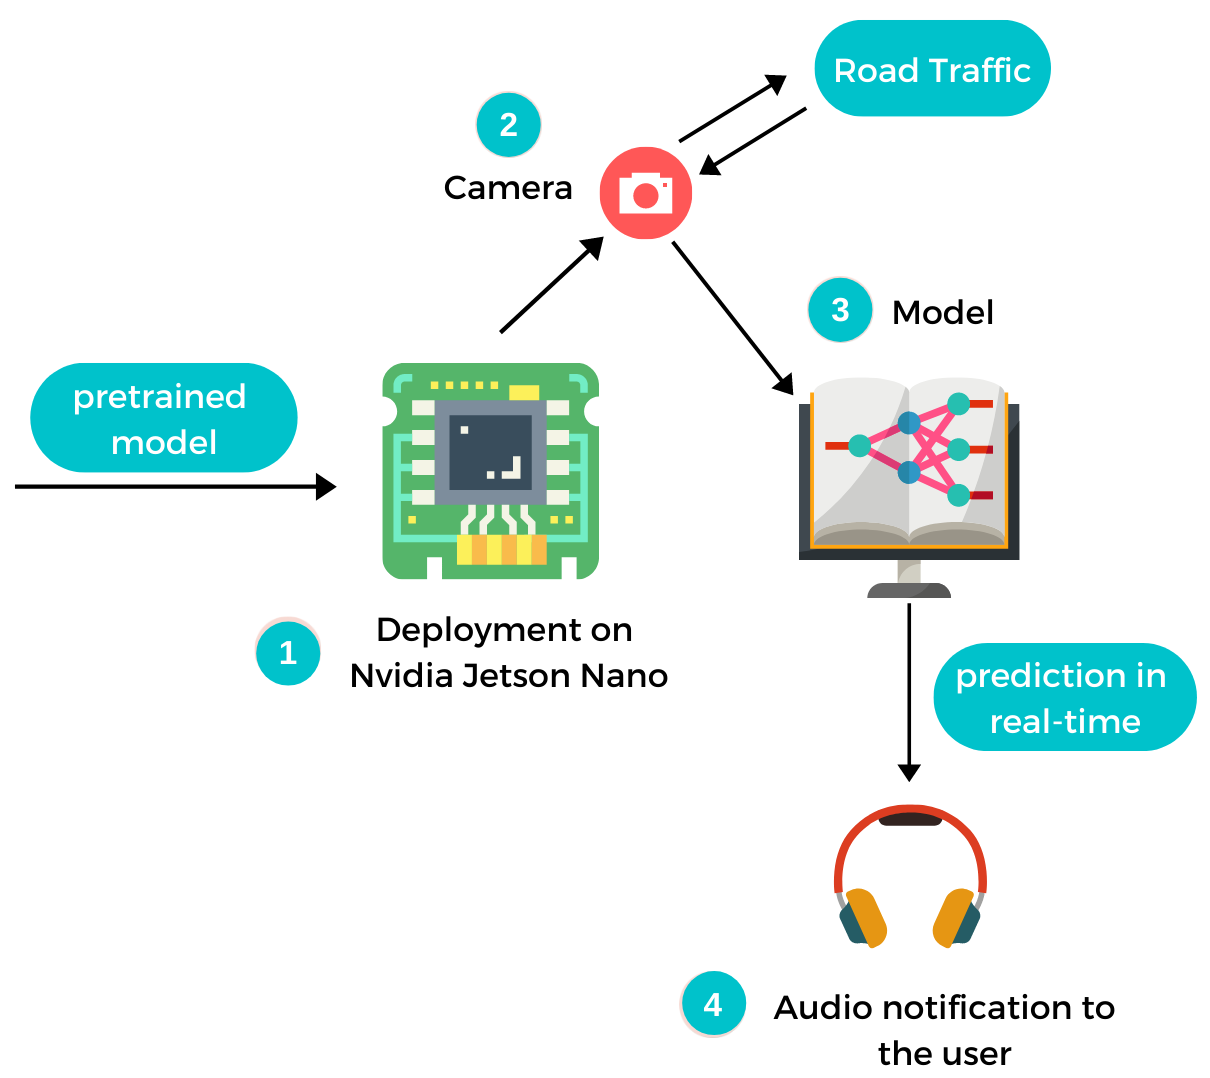 Road Traffic
2
Camera
3
Model
pretrained
model
1
Deployment on
Nvidia Jetson Nano
prediction in
real-time
4
Audio notification to
the user